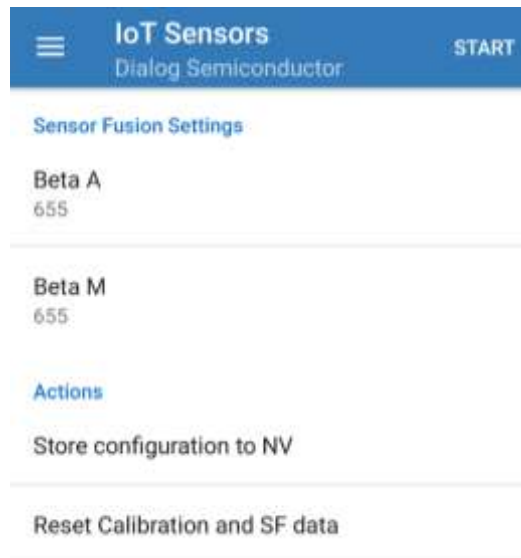 IoT Sensors
START
Dialog Semiconductor
Sensor Fusion Settings
Beta A
655
Beta M
655
Actions
Store configuration to NV
Reset Calibration and SF data